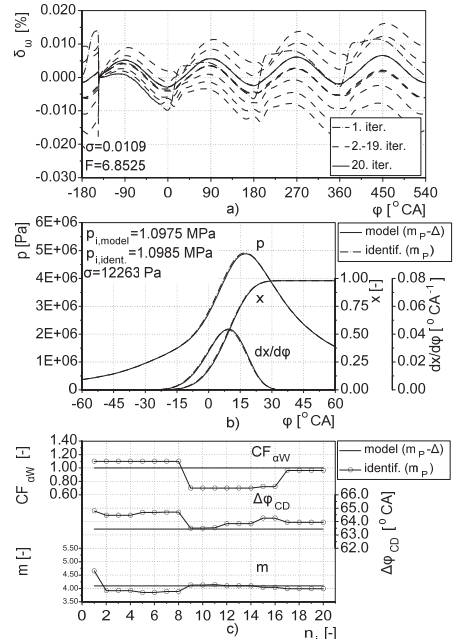 δω [%]
0.020
0.010
0.000
-0.010
-0.020
-0.030
σ=0.0109
F=6.8525
1. iter.
2.-19. iter.
20. iter.
-180 -90 0 90 180 270 360 450 540
a) φ [°CA]
p [Pa]
6E+06
5E+06
4E+06
3E+06
2E+06
1E+06
0
pi,model=1.0975 MPa
pi,ident.=1.0985 MPa
σ=12263 Pa
p
x
dx/dφ
model (mP-Δ)
identif. (mP)
1.00
0.75
0.50
0.25
0.00
x [-]
0.08
0.06
0.04
0.02
0.00
dx/dφ [°CA-1]
-60 -45 -30 -15 0 15 30 45 60
b) φ [°CA]
CFαW [-]
1.40
1.20
1.00
0.80
0.60
CFαW
model (mP-Δ)
identif. (mP)
ΔφCD
66.0
65.0
64.0
63.0
62.0
ΔφCD [°CA]
m [-]
5.50
5.00
4.50
4.00
3.50
m
0 2 4 6 8 10 12 14 16 18 20
c)
[-]